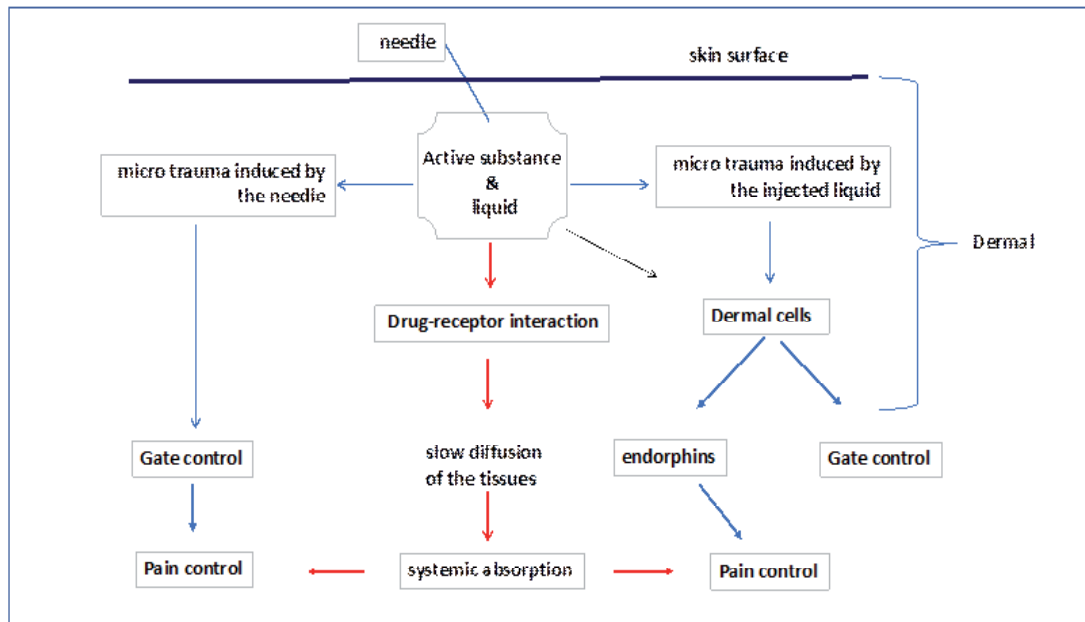 needle
skin surface
Active substance
&
liquid
micro trauma induced by
the needle
micro trauma induced by
the injected liquid
Dermal
Drug-receptor interaction
Dermal cells
Gate control
slow diffusion
of the tissues
endorphins
Gate control
Pain control
systemic absorption
Pain control